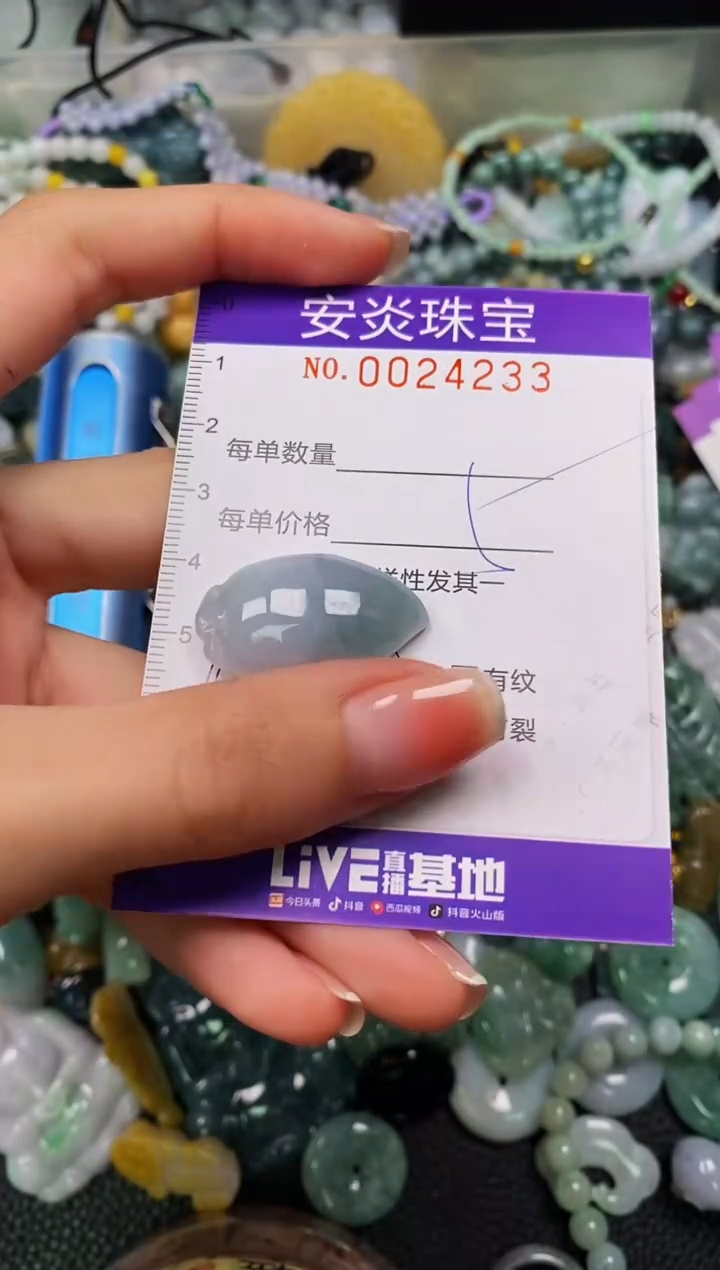 安炎珠宝
NO.0024233
0
1
2
每单数量
3
每单价格
4
样性发其一
5
有纹
裂
LiVE直播基地
今日头条 抖音 西瓜视频 抖音火山版